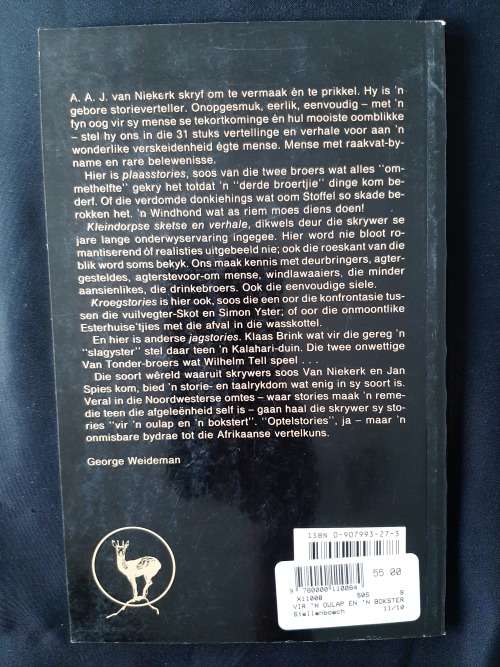 A. A. J. van Niekerk skryf om te vermaak én te prikkel. Hy is 'n
gebore storieverteller. Onopgesmuk, eerlik, eenvoudig – met 'n
fyn oog vir sy mense se tekortkominge én hul mooiste oomblikke
– stel hy ons in die 31 stuks vertellinge en verhale voor aan 'n
wonderlike verskeidenheid égte mense. Mense met raakvat-by-
name en rare belewenisse.
Hier is plaasstories, soos van die twee broers wat alles ''om-
methelfte'' gekry het totdat 'n ''derde broertjie'' dinge kom be-
derf. Of die verdomde donkiehings wat oom Stoffel so skade be-
rokken het. 'n Windhond wat as riem moes diens doen!
Kleindorpse sketse en verhale, dikwels deur die skrywer se
jare lange onderwyservaring ingegee. Hier word nie bloot ro-
mantiserend óf realisties uitgebeeld nie; ook die roeskant van die
blik word soms bekyk. Ons maak kennis met deurbringers, agter-
gesteldes, agterstevoor-om mense, windlawaaiers, die minder
aansienlikes, die drinkebroers. Ook die eenvoudige siele.
Kroegstories is hier ook, soos die een oor die konfrontasie tus-
sen die vuilvegter-Skot en Simon Yster; of oor die onmoontlike
Esterhuise'tjies met die afval in die wasskottel.
En hier is anderse jagstories. Klaas Brink wat vir die gereg 'n
''slagyster'' stel daar teen 'n Kalahari-duin. Die twee onwettige
Van Tonder-broers wat Wilhelm Tell speel . . .
Die soort wêreld waaruit skrywers soos Van Niekerk en Jan
Spies kom, bied 'n storie- en taalrykdom wat enig in sy soort is.
Veral in die Noordwesterse omtes – waar stories maak 'n reme-
die teen die afgeleënheid self is – gaan haal die skrywer sy sto-
ries ''vir 'n oulap en 'n bokstert''. ''Optelstories'', ja – maar 'n
onmisbare bydrae tot die Afrikaanse vertelkuns.
George Weideman
ISBN 0-907993-27-3
9 780000 110084
55.00
X11008 505 9
VIR 'N OULAP EN 'N BOKSTER
Stellenbosch 11/10